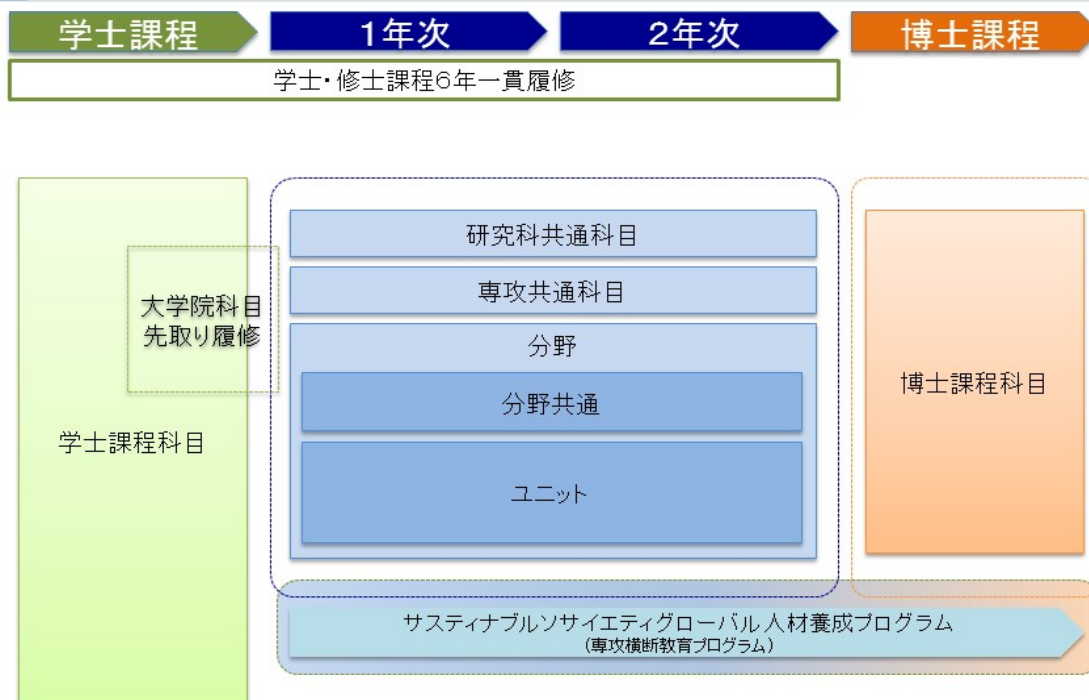 学士課程
1年次
2年次
博士課程
学士・修士課程6年一貫履修
研究科共通科目
専攻共通科目
大学院科目
先取り履修
分野
分野共通
博士課程科目
学士課程科目
ユニット
サスティナブルソサイエティグローバル人材養成プログラム
(専攻横断教育プログラム)